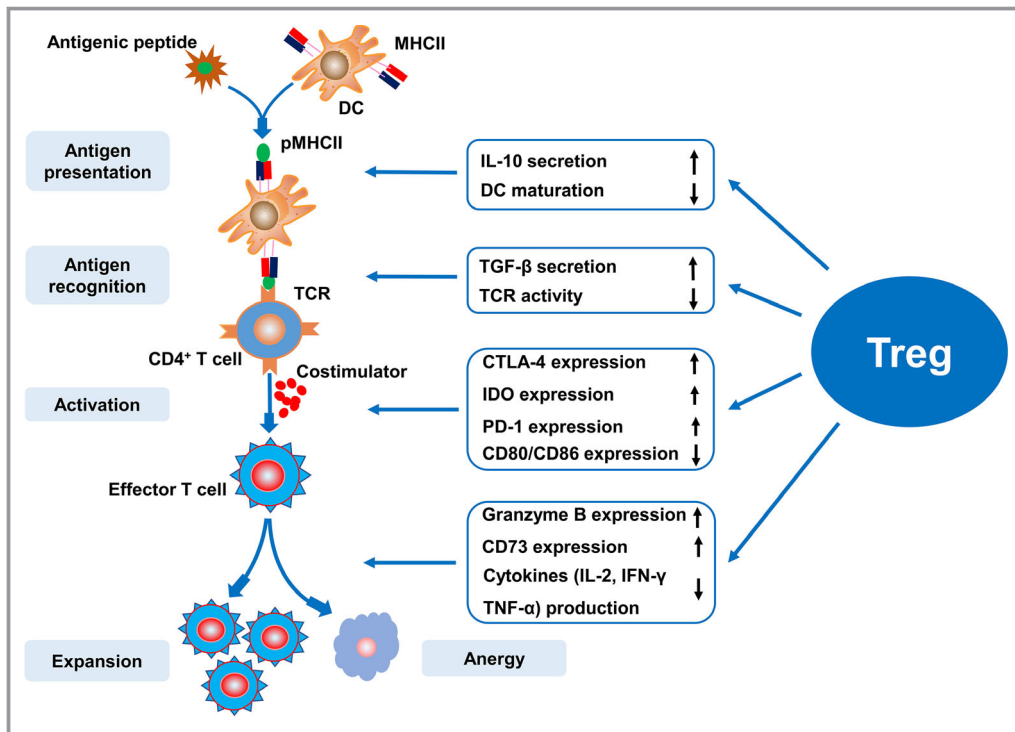 Antigenic peptide
MHCII
DC
pMHCII
Antigen
presentation
IL-10 secretion
DC maturation
Antigen
recognition
TGF-β secretion
TCR activity
TCR
CD4⁺ T cell
Costimulator
Activation
CTLA-4 expression
IDO expression
PD-1 expression
CD80/CD86 expression
Treg
Effector T cell
Granzyme B expression
CD73 expression
Cytokines (IL-2, IFN-γ
TNF-α) production
Expansion
Anergy